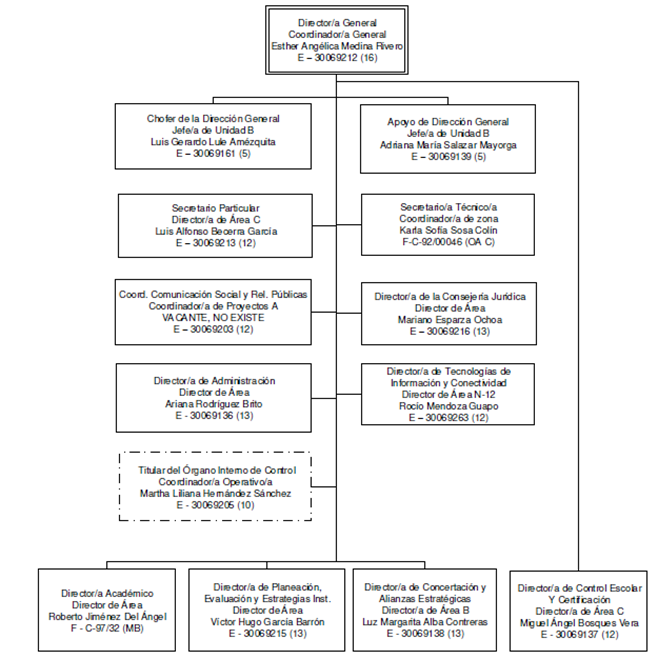 Director/a General
Coordinador/a General
Esther Angélica Medina Rivero
E – 30069212 (16)
Chofer de la Dirección General
Jefe/a de Unidad B
Luis Gerardo Lule Amézquita
E – 30069161 (5)
Apoyo de Dirección General
Jefe/a de Unidad B
Adriana María Salazar Mayorga
E – 30069139 (5)
Secretario Particular
Director/a de Área C
Luis Alfonso Becerra García
E – 30069213 (12)
Secretario/a Técnico/a
Coordinador/a de zona
Karla Sofía Sosa Colín
F-C-92/00046 (OA C)
Coord. Comunicación Social y Rel. Públicas
Coordinador/a de Proyectos A
VACANTE, NO EXISTE
E – 30069203 (12)
Director/a de la Consejería Jurídica
Director de Área
Mariano Esparza Ochoa
E – 30069216 (13)
Director/a de Administración
Director de Área
Ariana Rodríguez Brito
E - 30069136 (13)
Director/a de Tecnologías de
Información y Conectividad
Director de Área N-12
Rocío Mendoza Guapo
E – 30069263 (12)
Titular del Órgano Interno de Control
Coordinador/a Operativo/a
Martha Liliana Hernández Sánchez
E - 30069205 (10)
Director/a Académico
Director de Área
Roberto Jiménez Del Ángel
F - C-97/32 (MB)
Director/a de Planeación,
Evaluación y Estrategias Inst.
Director de Área
Víctor Hugo García Barrón
E - 30069215 (13)
Director/a de Concertación y
Alianzas Estratégicas
Director/a de Área B
Luz Margarita Alba Contreras
E - 30069138 (13)
Director/a de Control Escolar
Y Certificación
Director/a de Área C
Miguel Ángel Bosques Vera
E - 30069137 (12)